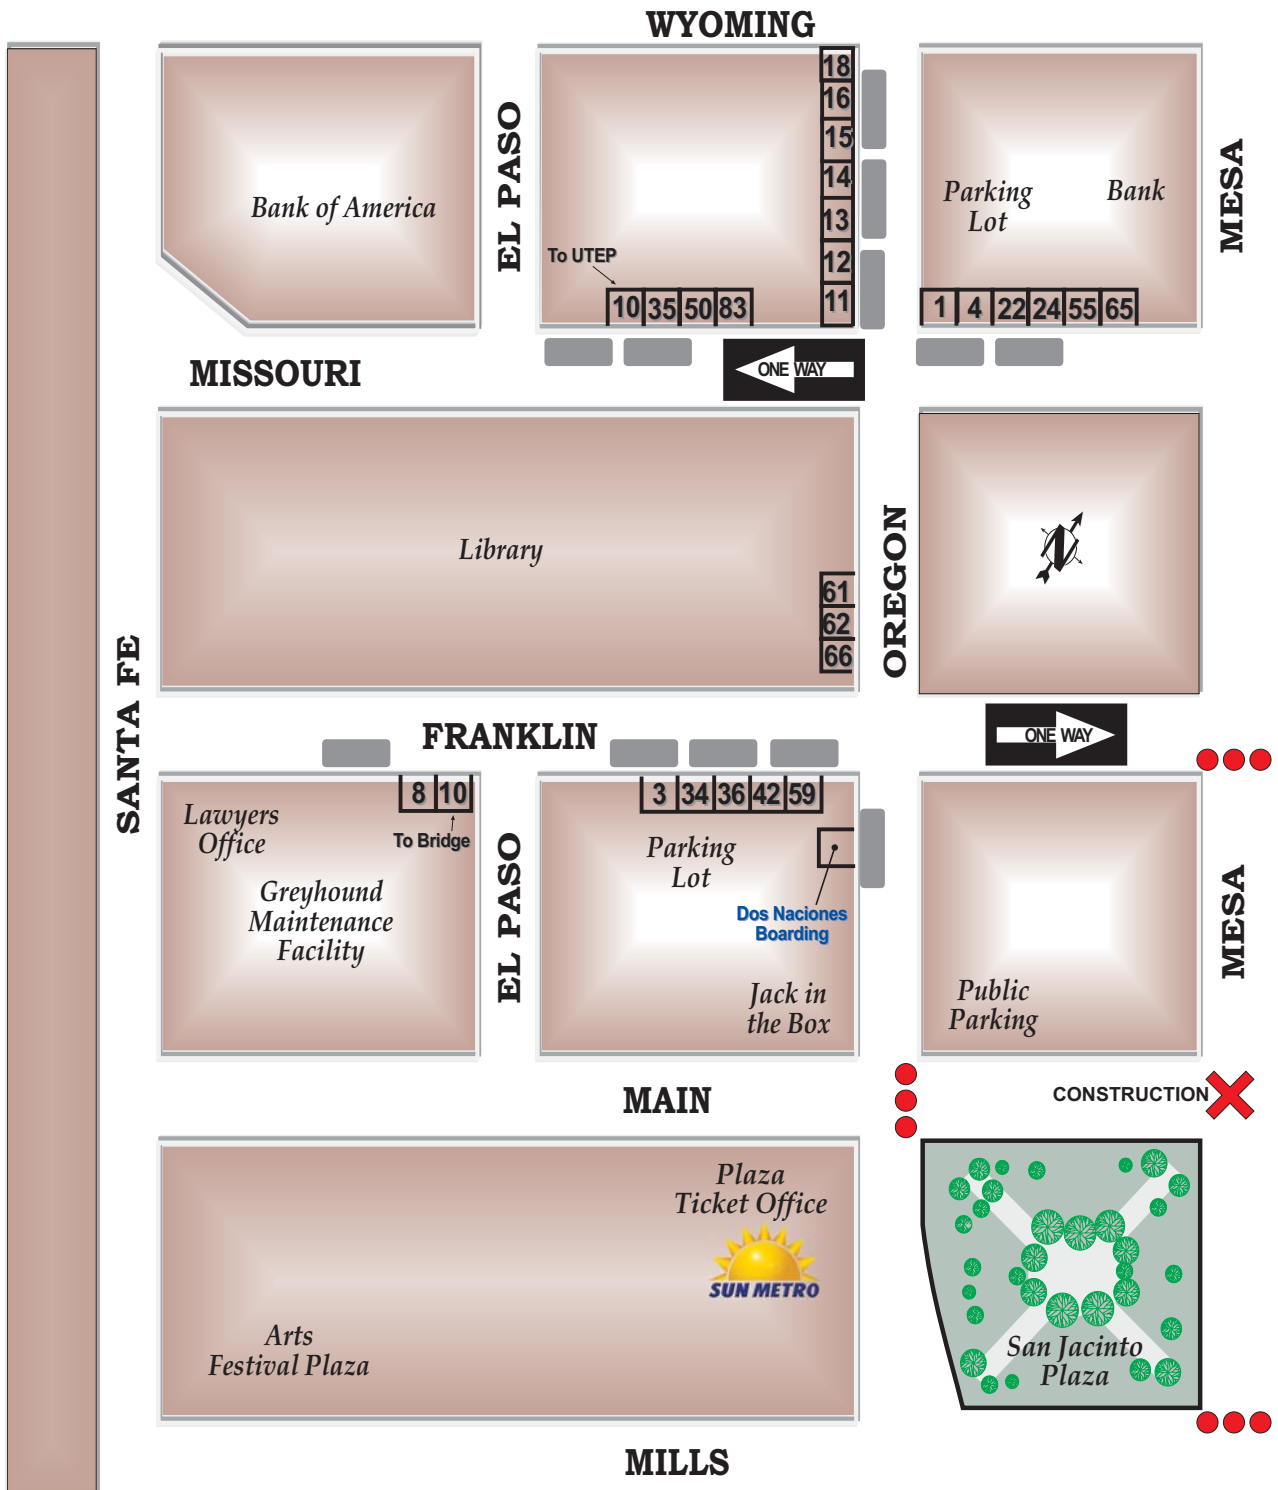 WYOMING
18
16
15
14
13
12
11
EL PASO
MESA
Bank of America
Parking
Lot
Bank
To UTEP
10 35 50 83
1 4 22 24 55 65
MISSOURI
ONE WAY
Library
61
62
66
OREGON
N
SANTA FE
FRANKLIN
ONE WAY
8 10
To Bridge
Lawyers
Office
Greyhound
Maintenance
Facility
EL PASO
3 34 36 42 59
Parking
Lot
Dos Naciones
Boarding
Jack in
the Box
Public
Parking
MESA
MAIN
CONSTRUCTION
Plaza
Ticket Office
SUN METRO
Arts
Festival Plaza
San Jacinto
Plaza
MILLS